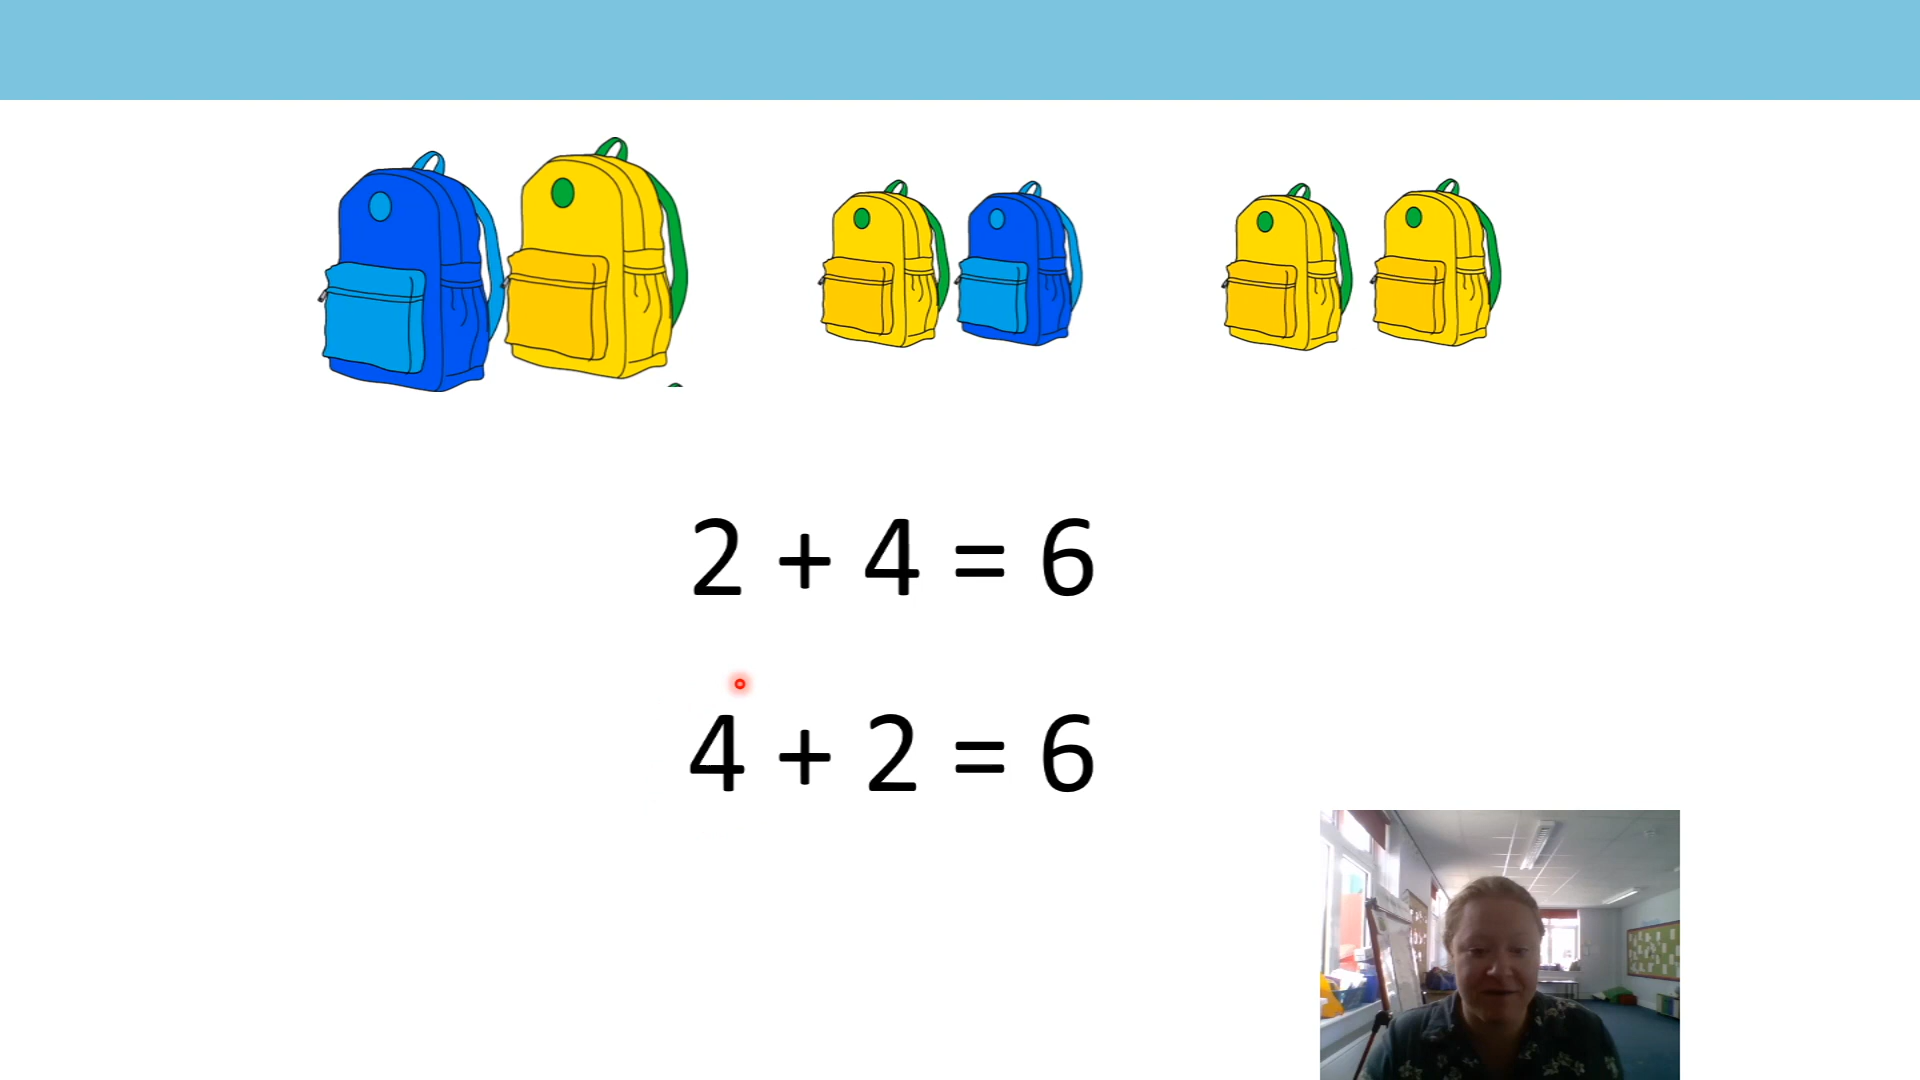 2 + 4 = 6
4 + 2 = 6